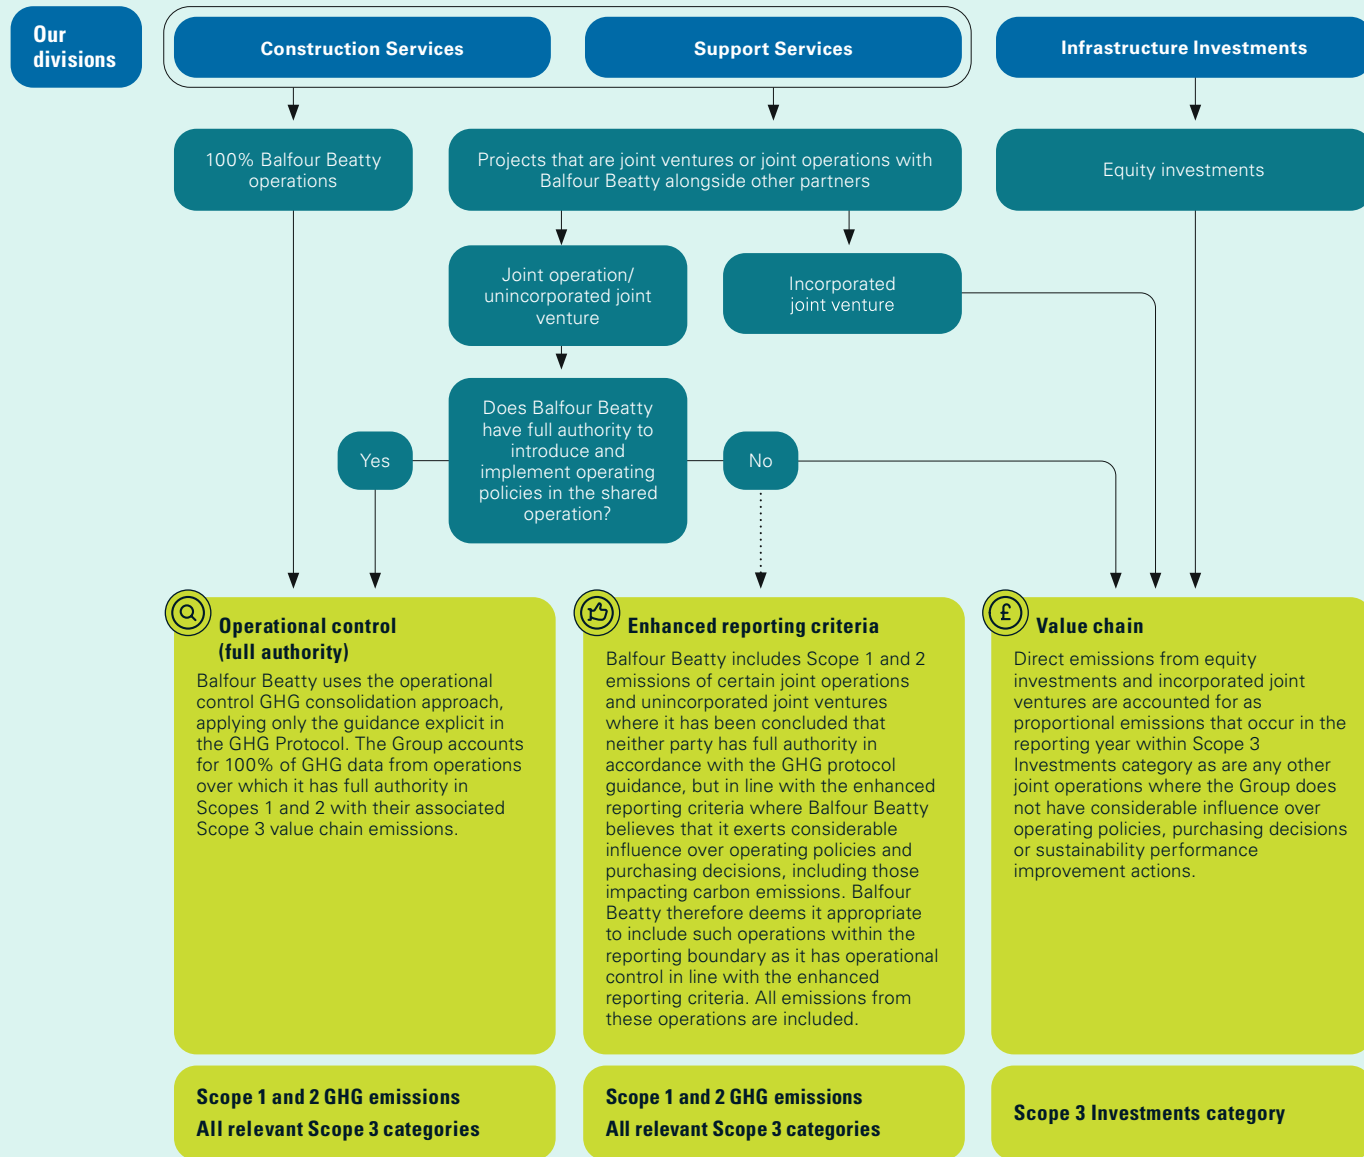 Our
divisions
Construction Services
Support Services
Infrastructure Investments
100% Balfour Beatty
operations
Projects that are joint ventures or joint operations with
Balfour Beatty alongside other partners
Equity investments
Joint operation/
unincorporated joint
venture
Incorporated
joint venture
Does Balfour Beatty
have full authority to
introduce and
implement operating
policies in the shared
operation?
Yes
No
Operational control
(full authority)
Balfour Beatty uses the operational
control GHG consolidation approach,
applying only the guidance explicit in
the GHG Protocol. The Group accounts
for 100% of GHG data from operations
over which it has full authority in
Scopes 1 and 2 with their associated
Scope 3 value chain emissions.
Scope 1 and 2 GHG emissions
All relevant Scope 3 categories
Enhanced reporting criteria
Balfour Beatty includes Scope 1 and 2
emissions of certain joint operations
and unincorporated joint ventures
where it has been concluded that
neither party has full authority in
accordance with the GHG protocol
guidance, but in line with the enhanced
reporting criteria where Balfour Beatty
believes that it exerts considerable
influence over operating policies and
purchasing decisions, including those
impacting carbon emissions. Balfour
Beatty therefore deems it appropriate
to include such operations within the
reporting boundary as it has operational
control in line with the enhanced
reporting criteria. All emissions from
these operations are included.
Scope 1 and 2 GHG emissions
All relevant Scope 3 categories
£
Value chain
Direct emissions from equity
investments and incorporated joint
ventures are accounted for as
proportional emissions that occur in the
reporting year within Scope 3
Investments category as are any other
joint operations where the Group does
not have considerable influence over
operating policies, purchasing decisions
or sustainability performance
improvement actions.
Scope 3 Investments category